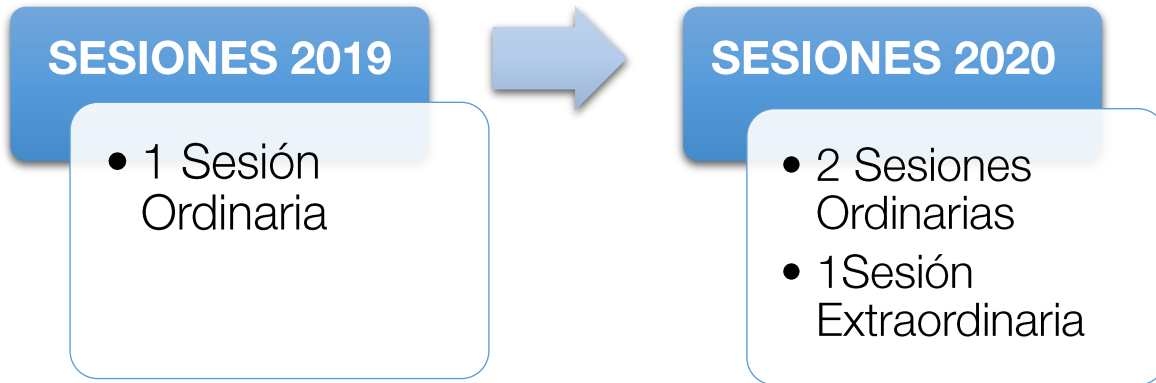 SESIONES 2019
• 1 Sesión
Ordinaria
SESIONES 2020
• 2 Sesiones
Ordinarias
• 1Sesión
Extraordinaria